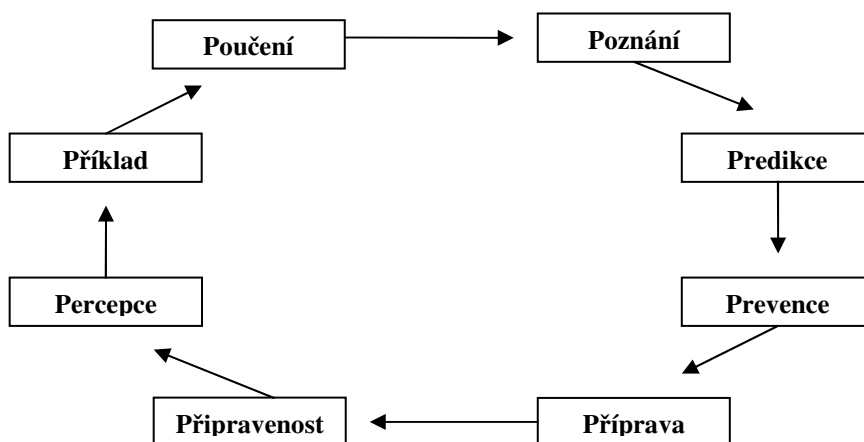 Poučení
Poznání
Příklad
Predikce
Percepce
Prevence
Připravenost
Příprava